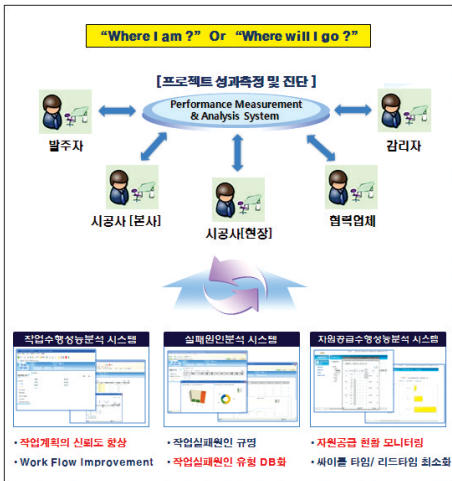 “Where I am ?” Or “Where will I go ?”
[프로젝트 성과측정 및 진단 ]
Performance Measurement
& Analysis System
발주자
감리자
시공사 [본사]
시공사[현장]
협력업체
작업수행성능분석 시스템
실패원인분석 시스템
자원공급수행성능분석 시스템
• 작업계획의 신뢰도 향상
• Work Flow Improvement
• 작업실패원인 규명
• 작업실패원인 유형 DB화
• 자원공급 현황 모니터링
• 싸이클 타임/ 리드타임 최소화